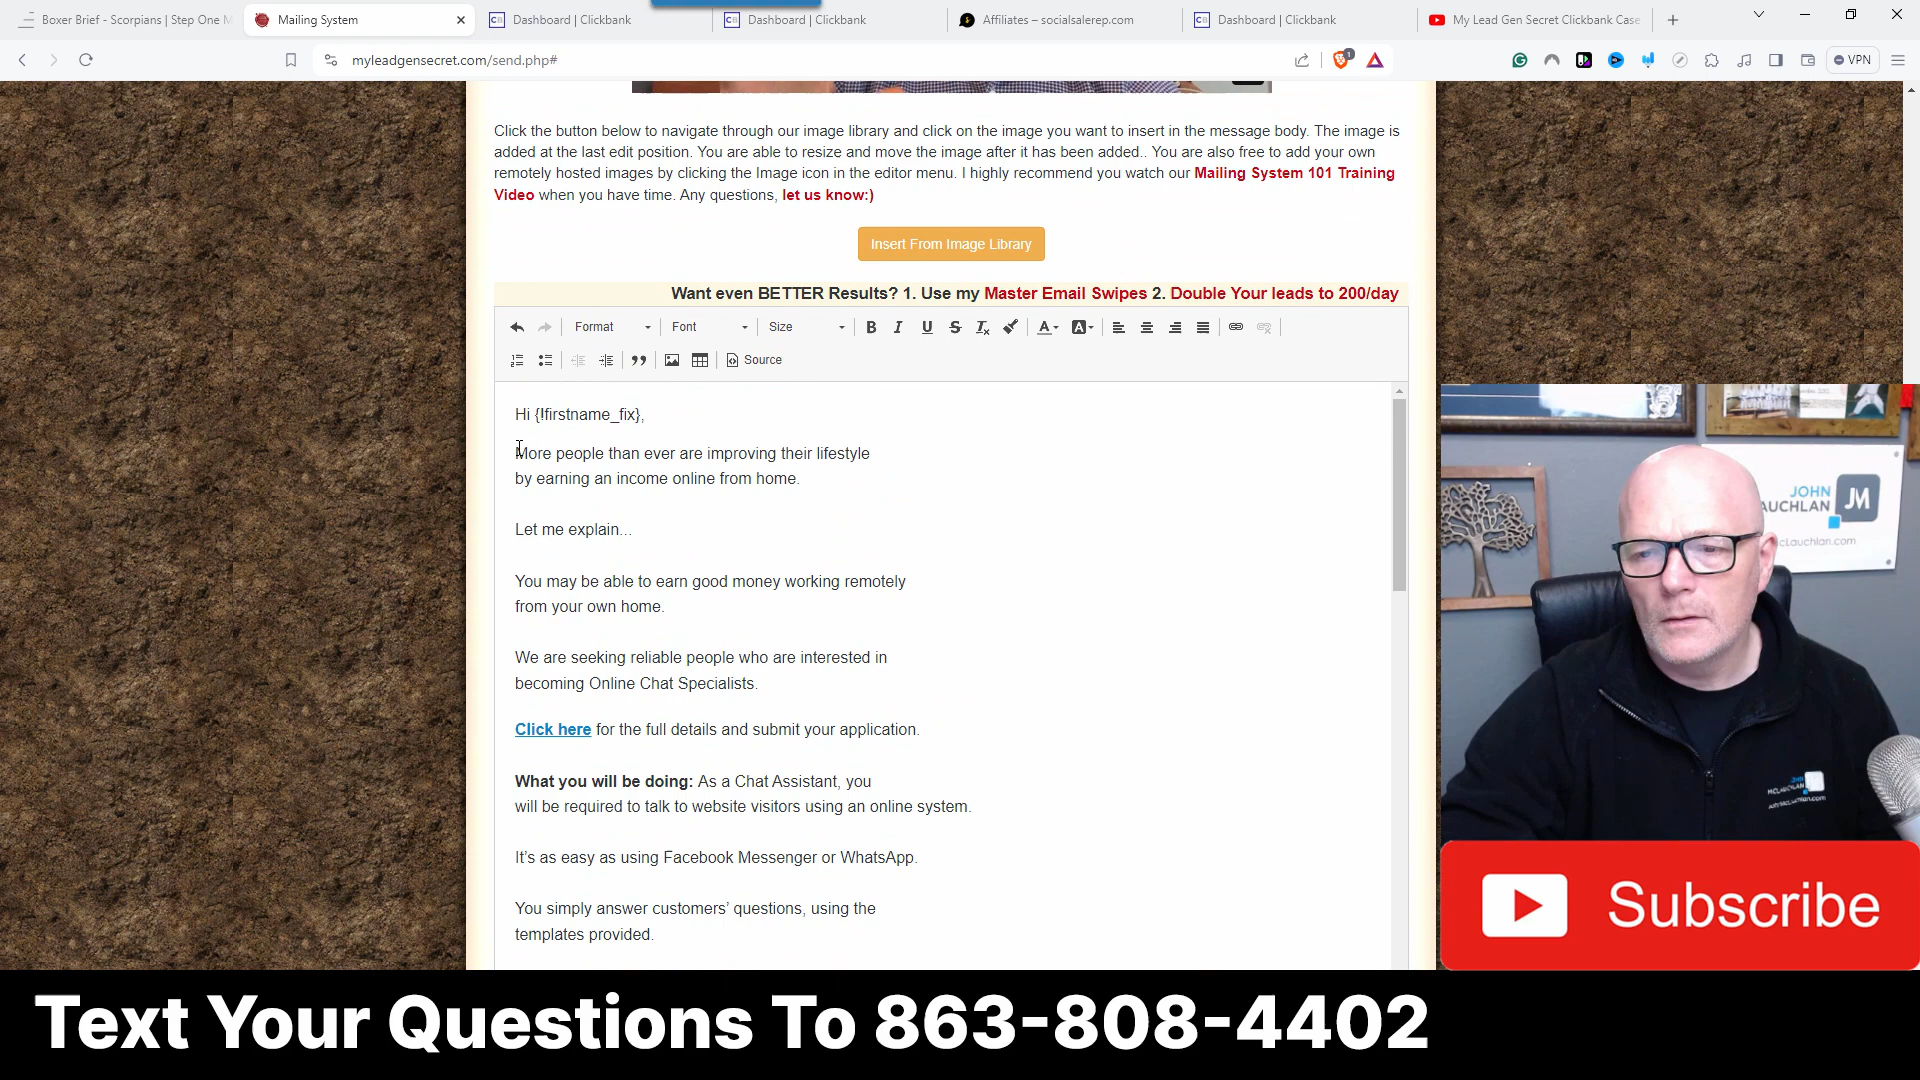 Boxer Brief - Scorpians | Step One M
Mailing System
Dashboard | Clickbank
Dashboard | Clickbank
Affiliates – socialsalerep.com
Dashboard | Clickbank
My Lead Gen Secret Clickbank Case
myleadgensecret.com/send.php#
1
VPN
Click the button below to navigate through our image library and click on the image you want to insert in the message body. The image is
added at the last edit position. You are able to resize and move the image after it has been added.. You are also free to add your own
remotely hosted images by clicking the Image icon in the editor menu. I highly recommend you watch our Mailing System 101 Training
Video when you have time. Any questions, let us know:)
Insert From Image Library
Want even BETTER Results? 1. Use my Master Email Swipes 2. Double Your leads to 200/day
Format Font Size
Source
Hi {!firstname_fix},
More people than ever are improving their lifestyle
by earning an income online from home.
Let me explain...
You may be able to earn good money working remotely
from your own home.
We are seeking reliable people who are interested in
becoming Online Chat Specialists.
Click here for the full details and submit your application.
What you will be doing: As a Chat Assistant, you
will be required to talk to website visitors using an online system.
It's as easy as using Facebook Messenger or WhatsApp.
You simply answer customers' questions, using the
templates provided.
JOHN
AUCHLAN JM
McLauchlan.com
JOHN
Subscribe
Text Your Questions To 863-808-4402